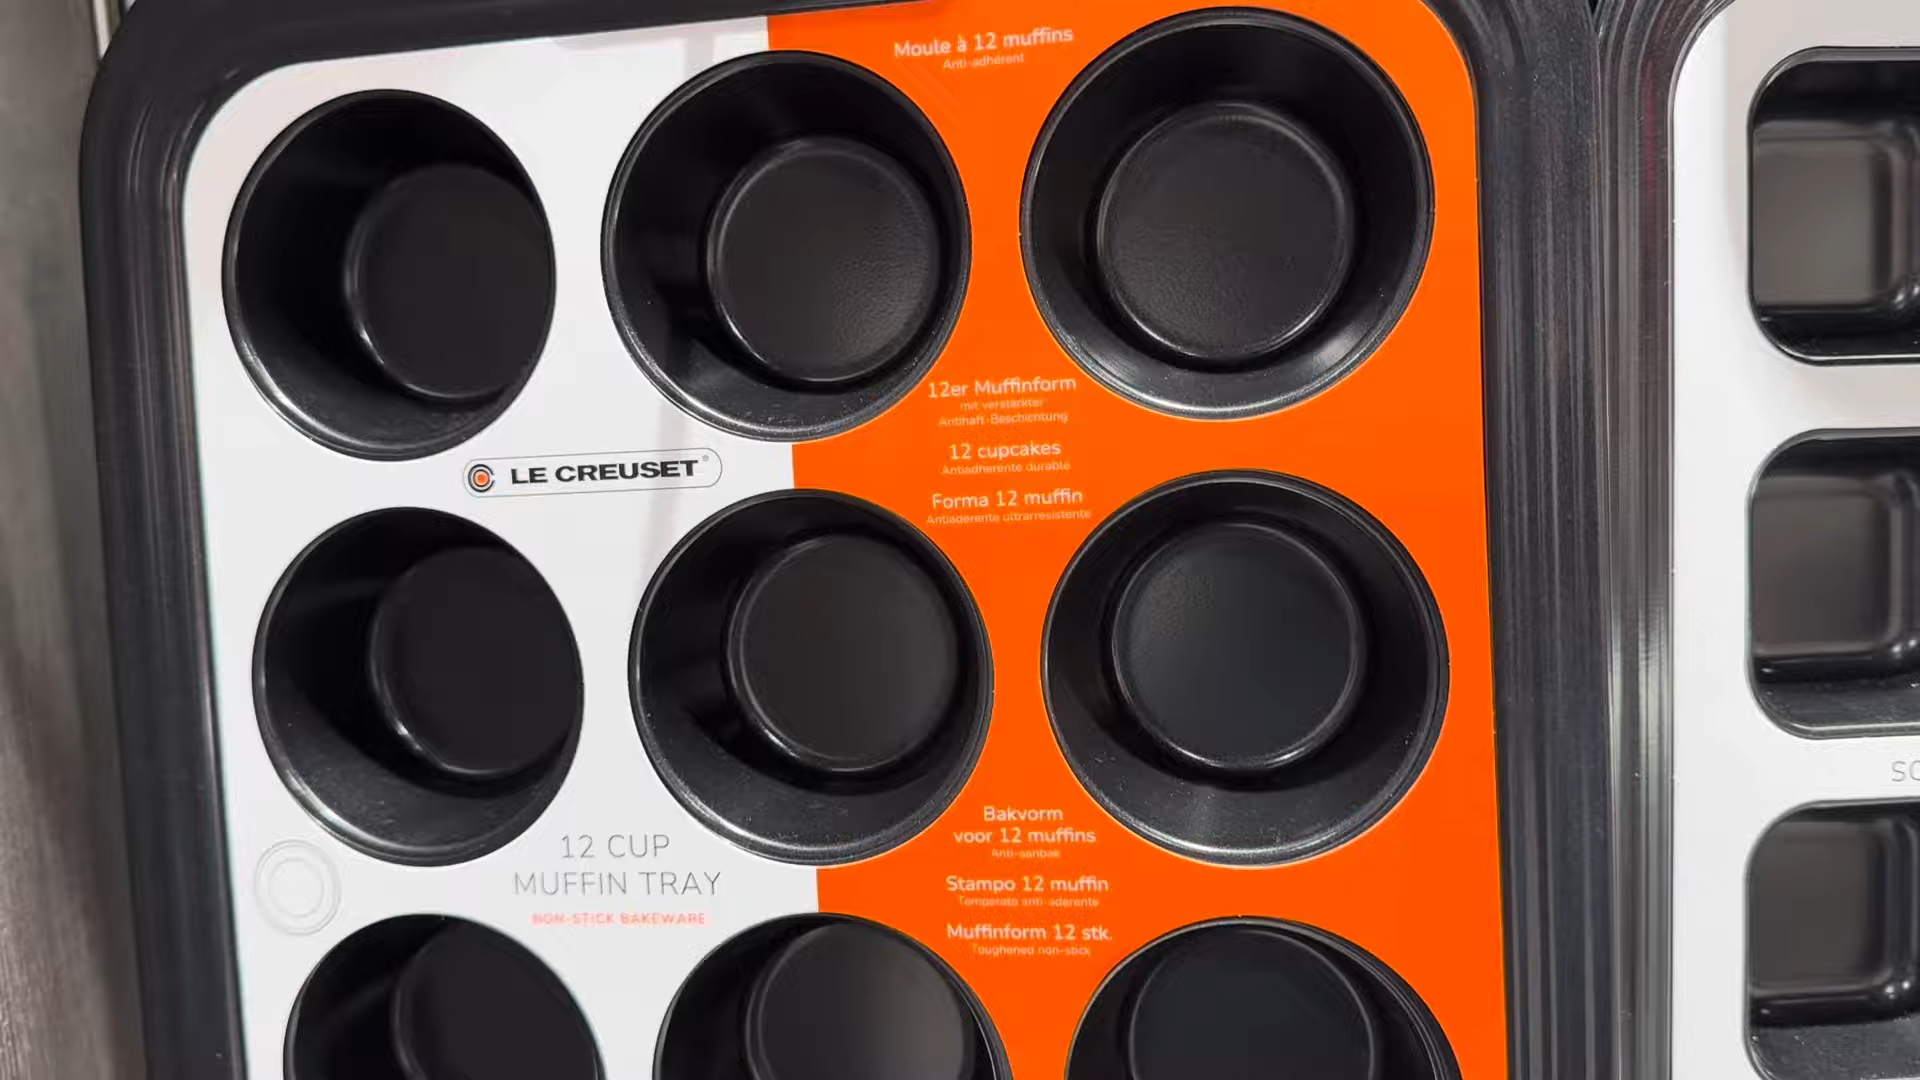 Moule à 12 muffins
Anti-adhérent
12er Muffinform
mit verstärkter
Antihaft-Beschichtung
12 cupcakes
Antiadherente durable
Forma 12 muffin
Antiaderente ultrarresistente
LE CREUSET®
12 CUP
MUFFIN TRAY
NON-STICK BAKEWARE
Bakvorm
voor 12 muffins
Anti-aanbak
Stampo 12 muffin
Temperato anti-aderente
Muffinform 12 stk.
Toughened non-stick
SQ